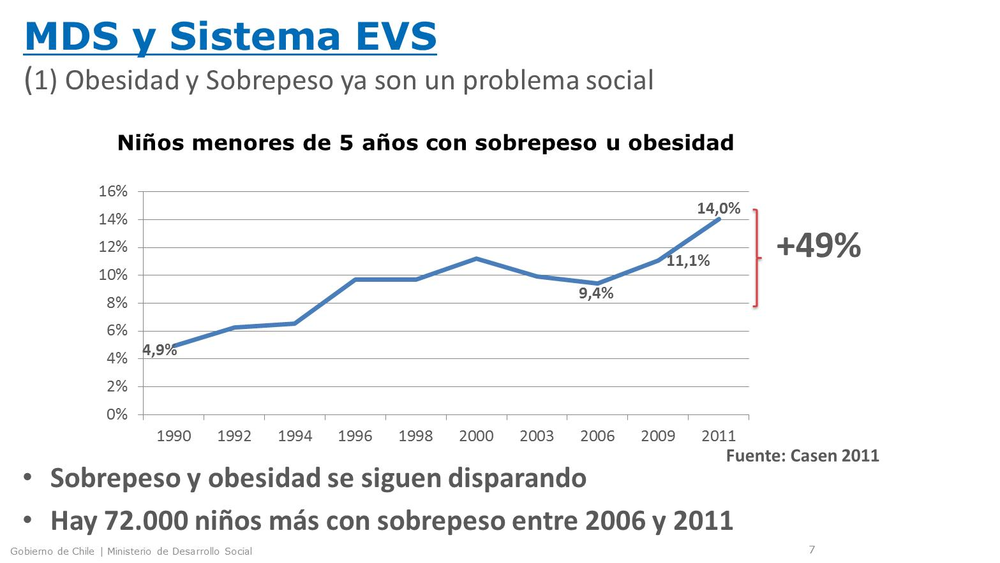 MDS y Sistema EVS
(1) Obesidad y Sobrepeso ya son un problema social
Niños menores de 5 años con sobrepeso u obesidad
16%
14%
12%
10%
8%
6%
4%
2%
0%
4,9%
9,4%
11,1%
14,0%
+49%
1990 1992 1994 1996 1998 2000 2003 2006 2009 2011
Fuente: Casen 2011
• Sobrepeso y obesidad se siguen disparando
• Hay 72.000 niños más con sobrepeso entre 2006 y 2011
Gobierno de Chile | Ministerio de Desarrollo Social
7